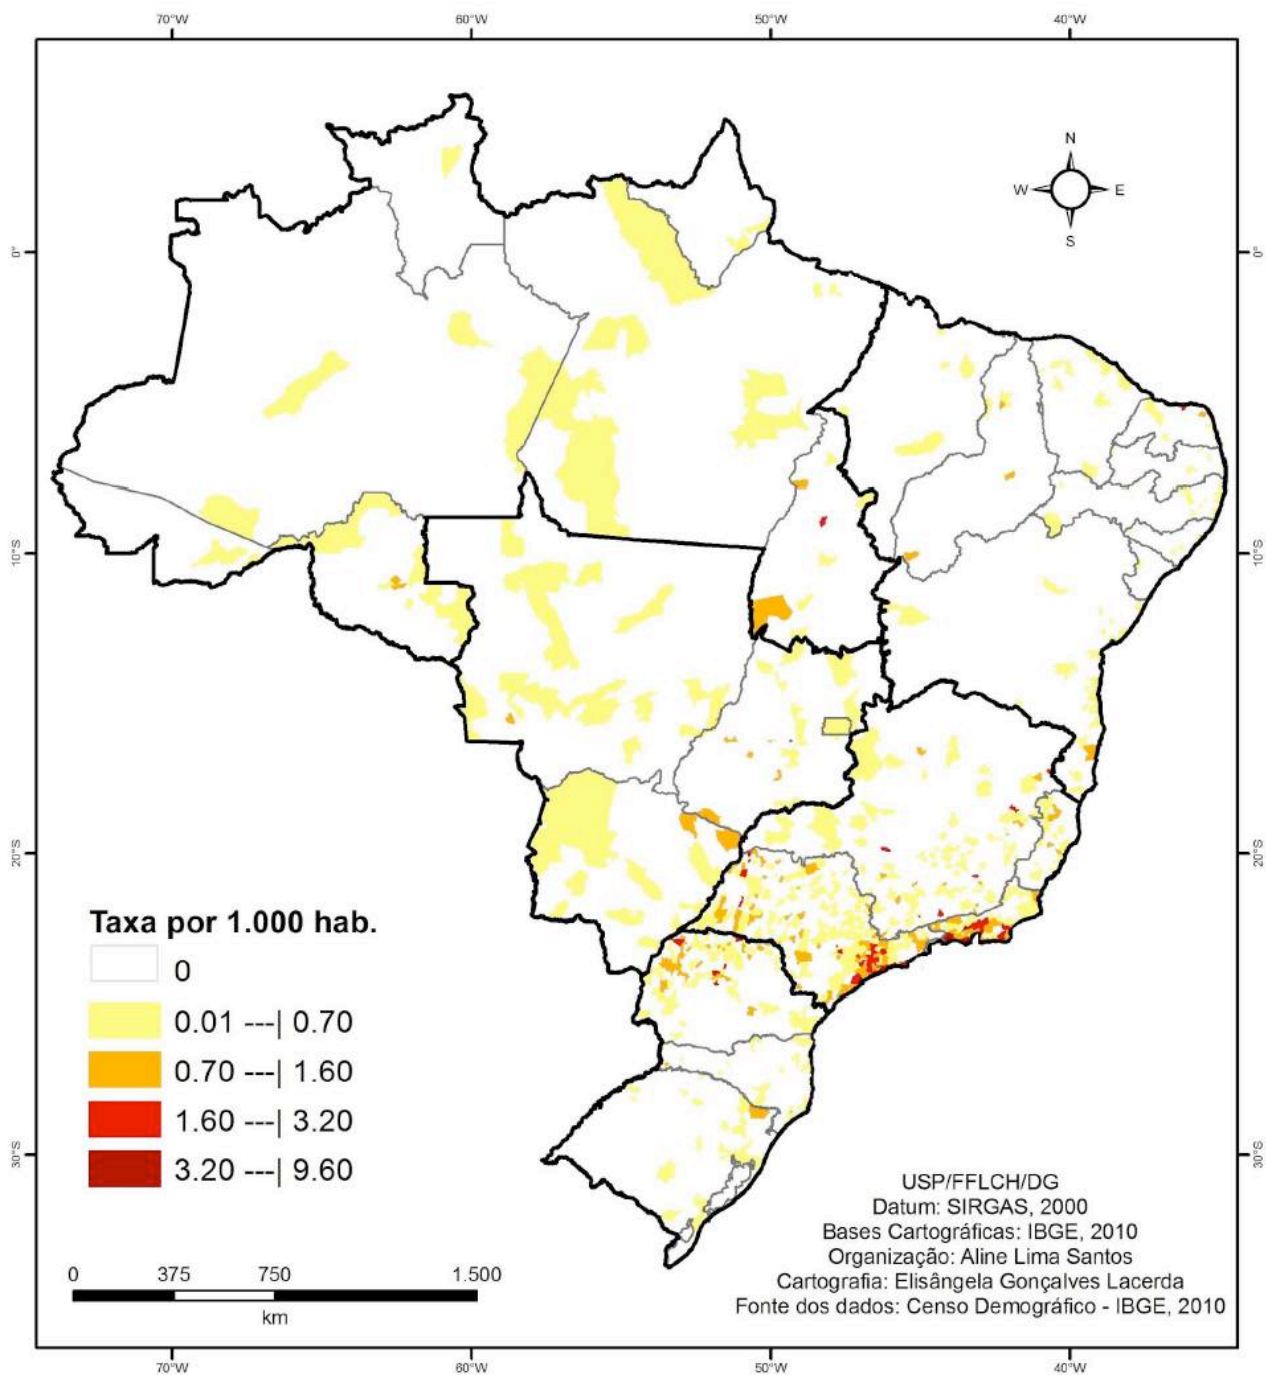 70°W 60°W 50°W 40°W
N
W E
S
0° 0°
10°S 10°S
20°S 20°S
Taxa por 1.000 hab.
0
0.01 ---| 0.70
0.70 ---| 1.60
1.60 ---| 3.20
3.20 ---| 9.60
30°S 30°S
USP/FFLCH/DG
Datum: SIRGAS, 2000
Bases Cartográficas: IBGE, 2010
Organização: Aline Lima Santos
Cartografia: Elisângela Gonçalves Lacerda
Fonte dos dados: Censo Demográfico - IBGE, 2010
0 375 750 1.500
km
70°W 60°W 50°W 40°W